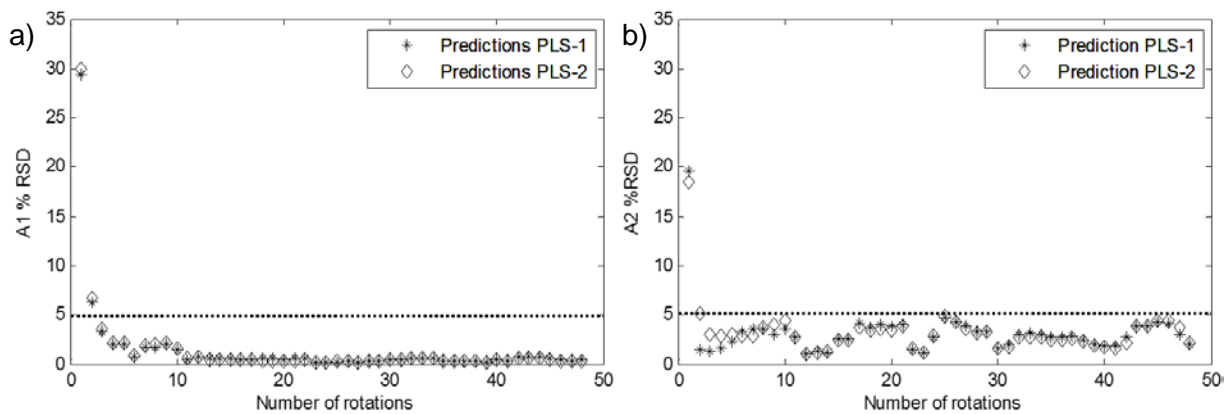 a)
35
30
25
20
15
10
5
0
A1 % RSD
Predictions PLS-1
Predictions PLS-2
0 10 20 30 40 50
Number of rotations
b)
35
30
25
20
15
10
5
0
A2 %RSD
Prediction PLS-1
Prediction PLS-2
0 10 20 30 40 50
Number of rotations